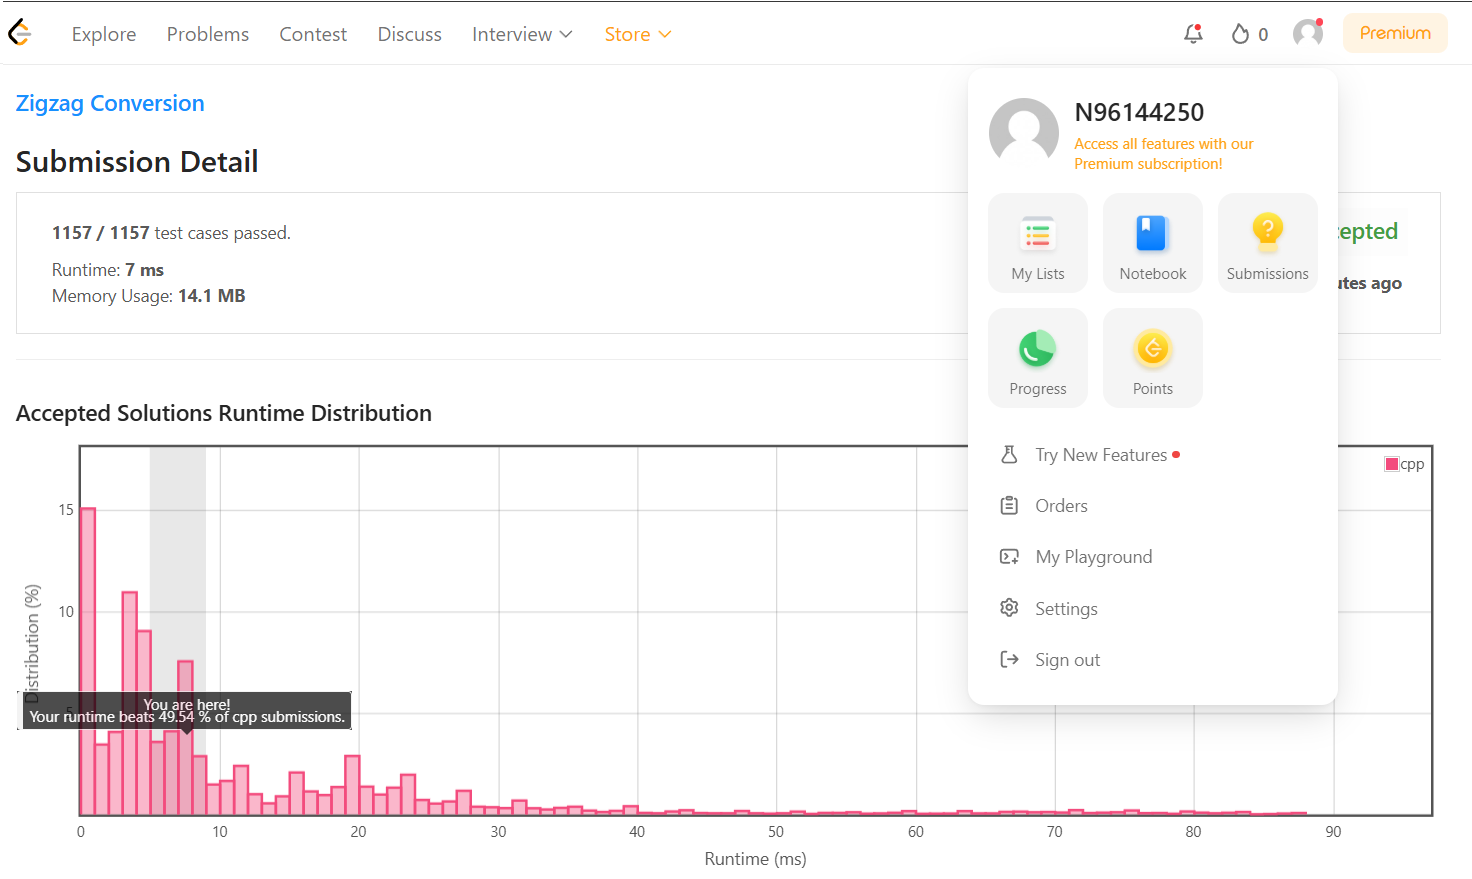 Explore Problems Contest Discuss Interview Store 0 Premium
Zigzag Conversion
Submission Detail
1157 / 1157 test cases passed.
Runtime: 7 ms
Memory Usage: 14.1 MB
cepted
utes ago
N96144250
Access all features with our
Premium subscription!
My Lists Notebook Submissions
Progress Points
Try New Features
Orders
My Playground
Settings
Sign out
Accepted Solutions Runtime Distribution
cpp
Distribution (%)
15
10
5
You are here!
Your runtime beats 49.54 % of cpp submissions.
0 10 20 30 40 50 60 70 80 90
Runtime (ms)